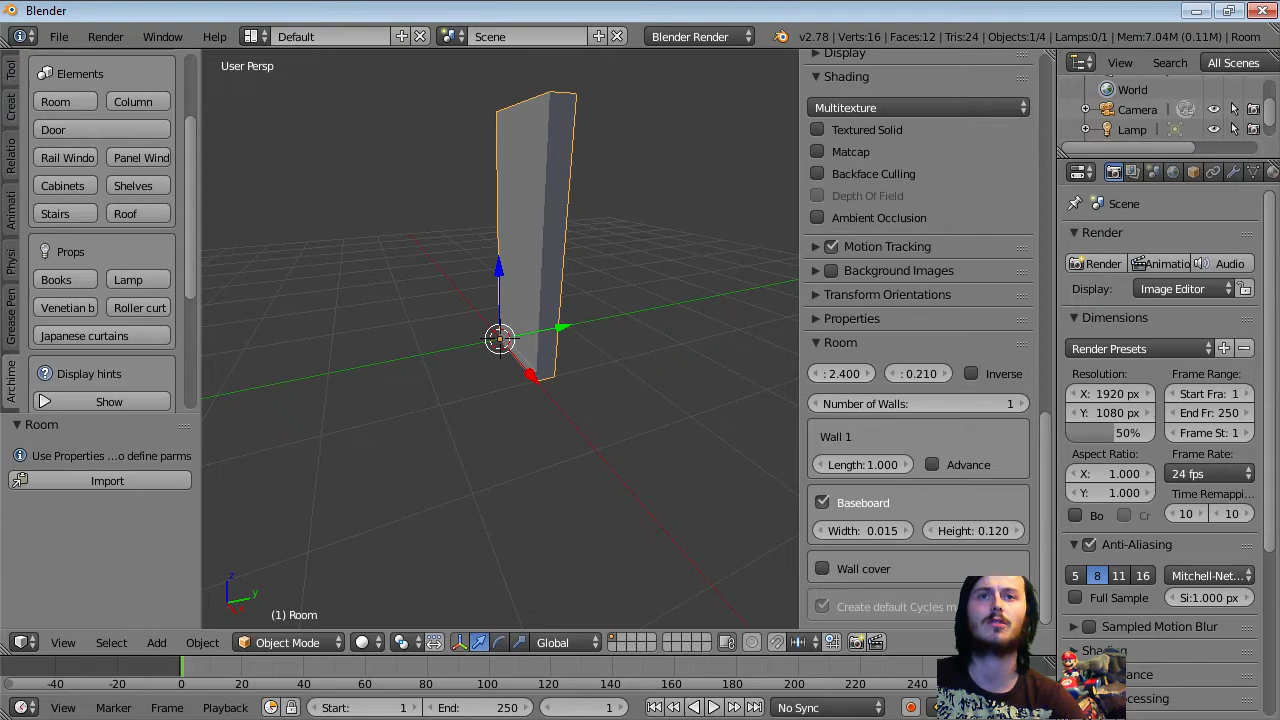 Blender
File Render Window Help Default Scene Blender Render v2.78 | Verts:16 | Faces:12 | Tris:24 | Objects:1/4 | Lamps:0/1 | Mem:7.04M (0.11M) | Room
User Persp
Tool
Creat
Relatio
Animati
Physi
Grease Pen
Archime
Elements
Room Column
Door
Rail Windo Panel Wind
Cabinets Shelves
Stairs Roof
Props
Books Lamp
Venetian b Roller curt
Japanese curtains
Display hints
Show
Room
Use Properties ...o define parms
Import
z
y
(1) Room
Display
Shading
Multitexture
Textured Solid
Matcap
Backface Culling
Depth Of Field
Ambient Occlusion
Motion Tracking
Background Images
Transform Orientations
Properties
Room
: 2.400 : 0.210 Inverse
Number of Walls: 1
Wall 1
Length: 1.000 Advance
Baseboard
Width: 0.015 Height: 0.120
Wall cover
Create default Cycles m
View Search All Scenes
World
Camera
Lamp
Scene
Render
Render Animatio Audio
Display: Image Editor
Dimensions
Render Presets
Resolution: Frame Range:
X: 1920 px Start Fra: 1
Y: 1080 px End Fr: 250
50% Frame St: 1
Aspect Ratio: Frame Rate:
X: 1.000 24 fps
Y: 1.000 Time Remappi...
Bo Cr 10 10
Anti-Aliasing
5 8 11 16 Mitchell-Net...
Full Sample Si:1.000 px
Sampled Motion Blur
View Select Add Object Object Mode Global
-40 -20 0 20 40 60 80 100 120 140 160 180 200 220 240
View Marker Frame Playback Start: 1 End: 250 1 No Sync